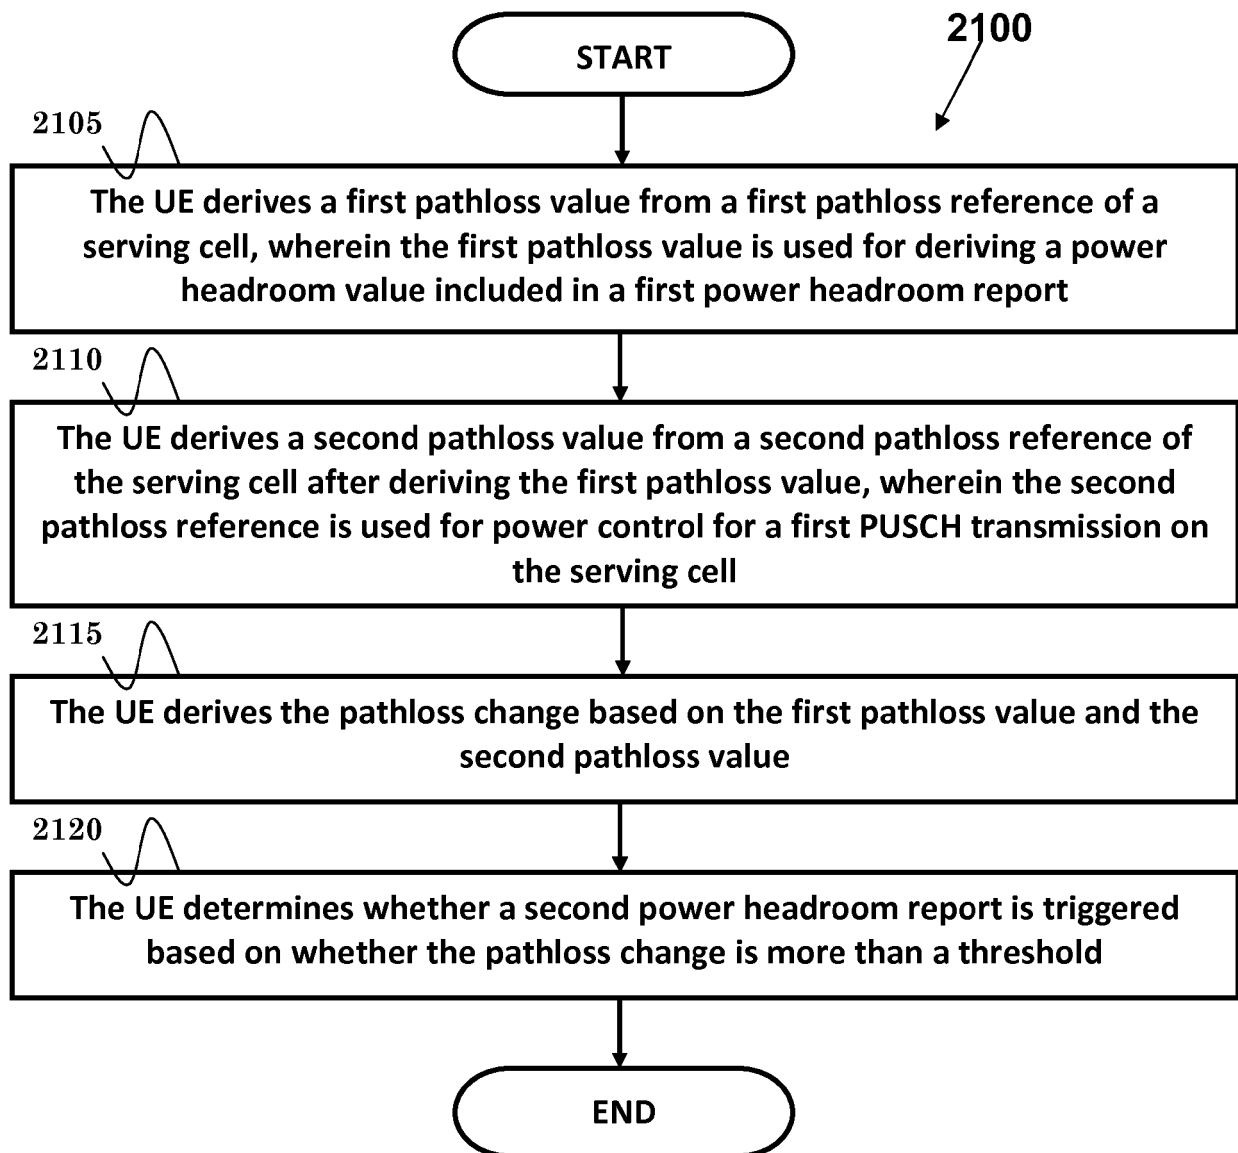 START
2100
2105
The UE derives a first pathloss value from a first pathloss reference of a
serving cell, wherein the first pathloss value is used for deriving a power
headroom value included in a first power headroom report
2110
The UE derives a second pathloss value from a second pathloss reference of
the serving cell after deriving the first pathloss value, wherein the second
pathloss reference is used for power control for a first PUSCH transmission on
the serving cell
2115
The UE derives the pathloss change based on the first pathloss value and the
second pathloss value
2120
The UE determines whether a second power headroom report is triggered
based on whether the pathloss change is more than a threshold
END